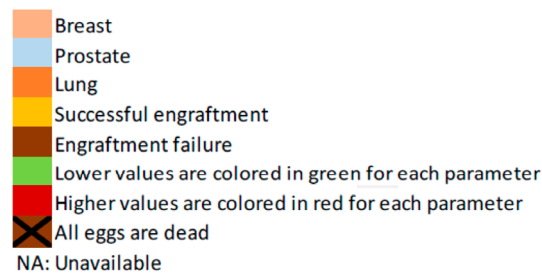 Breast
Prostate
Lung
Successful engraftment
Engraftment failure
Lower values are colored in green for each parameter
Higher values are colored in red for each parameter
All eggs are dead
NA: Unavailable